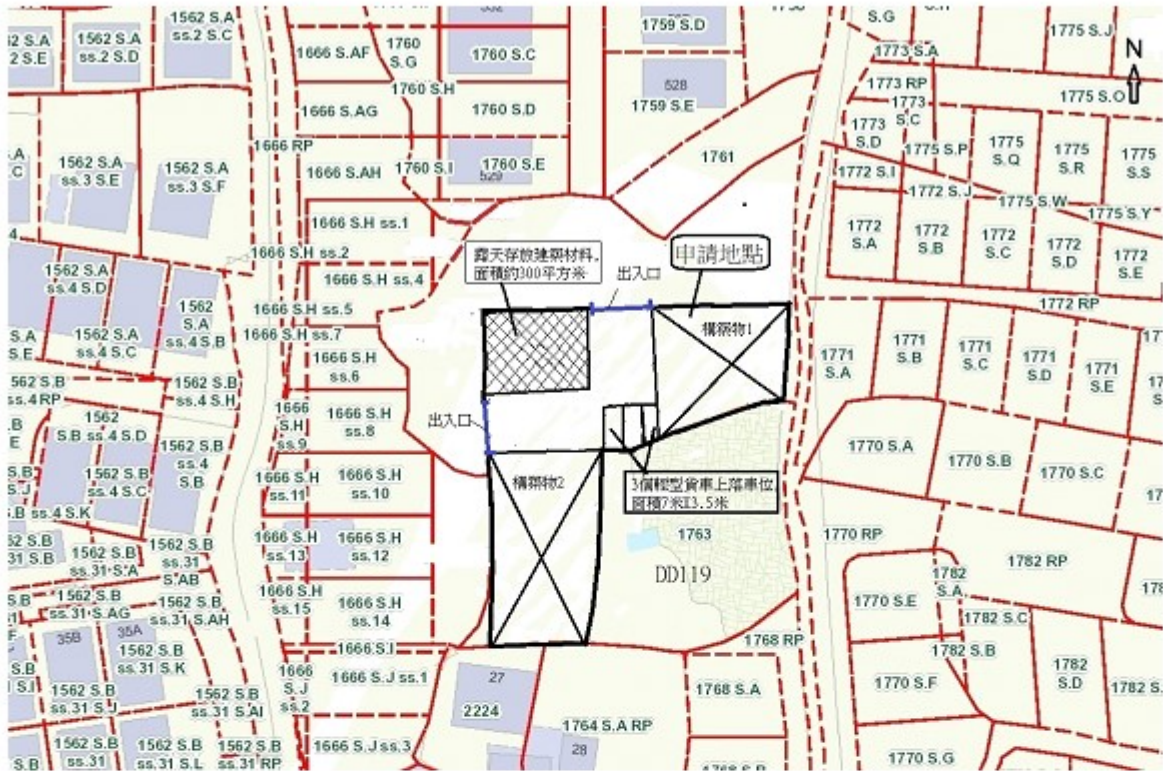 1562 S.A
ss.2 S.C
1562 S.A
ss.2 S.D
1666 S.AF
1760
S.G
1760 S.C
1759 S.D
1775 S.J
N
1773 S.A
1773 RP
1775 S.O
1666 S.AG
1760 S.H
1760 S.D
528
1759 S.E
1773
S.C
1773
S.D
1775 S.P
1775
S.Q
1775
S.R
1775
S.S
1666 RP
1562 S.A
ss.3 S.E
1562 S.A
ss.3 S.F
1666 S.AH
1760 S.I
1760 S.E
529
1761
1772 S.I
1772 S.J
1775 S.W
1775 S.Y
1666 S.H ss.1
1666 S.H
ss.2
1772
S.A
1772
S.B
1772
S.C
1772
S.D
1772
S.E
露天存放建築材料,
面積約300平方米
出入口
申請地點
1666 S.H ss.4
1562 S.A
ss.4 S.D
1666 S.H ss.5
1772 RP
1562
S.A
ss.4 S.B
1562 S.A
ss.4 S.C
1666 S.H ss.7
1666 S.H
ss.6
構築物1
1771
S.A
1771
S.B
1771
S.C
1771
S.D
1771
S.E
1562 S.B
ss.4 S.H
1562
S.B ss.4 S.D
1666
S.H
ss.9
1666 S.H
ss.8
出入口
1562 S.B
ss.4
S.B
1562 S.B
ss.4 S.C
1770 S.A
1770 S.B
1770 S.C
1666 S.H
ss.11
1666 S.H
ss.10
構築物2
3個輕型貨車上落車位,
面積7米X3.5米
1763
1770 RP
1666 S.H
ss.13
1666 S.H
ss.12
DD119
1562 S.B
ss.31 S.A
1562 S.B
ss.31
S.AB
1782 RP
1782
S.A
1770 S.E
1782 S.C
1562 S.B
ss.31 S.AG
1562 S.B
ss.31 S.AH
1666 S.H
ss.15
1666 S.H
ss.14
1768 RP
1782 S.B
35B
35A
1562 S.B
ss.31 S.K
1666 S.I
1666
S.J
ss.2
1666 S.J ss.1
27
2224
1768 S.A
1770 S.F
1782
S.D
1562 S.B
ss.31 S.J
1562 S.B
ss.31 S.AI
1764 S.A RP
28
1562 S.B
ss.31
1562 S.B
ss.31 S.L
1562 S.B
ss.31 RP
1666 S.J ss.3
1770 S.G